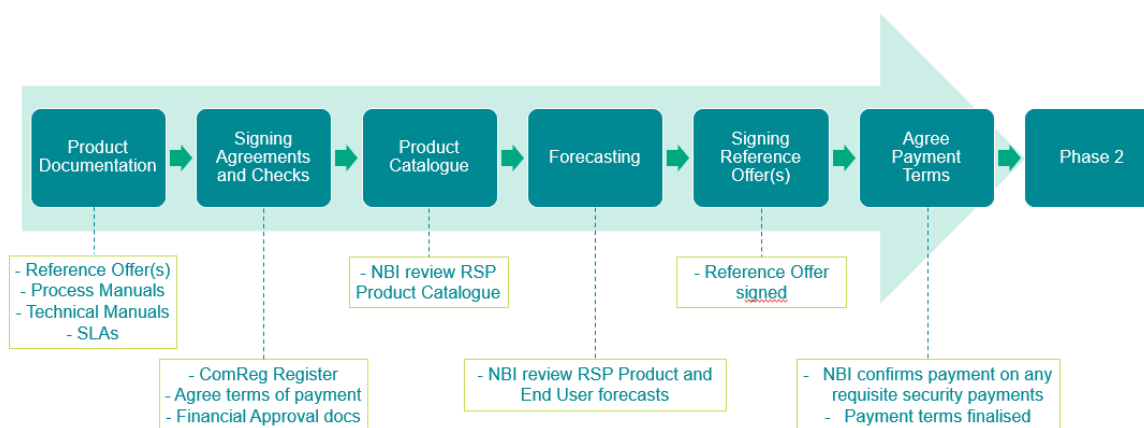 Product
Documentation
Signing
Agreements
and Checks
Product
Catalogue
Forecasting
Signing
Reference
Offer(s)
Agree
Payment
Terms
Phase 2
- Reference Offer(s)
- Process Manuals
- Technical Manuals
- SLAs
- NBI review RSP
Product Catalogue
- Reference Offer
signed
- ComReg Register
- Agree terms of payment
- Financial Approval docs
- NBI review RSP Product and
End User forecasts
- NBI confirms payment on any
requisite security payments
- Payment terms finalised